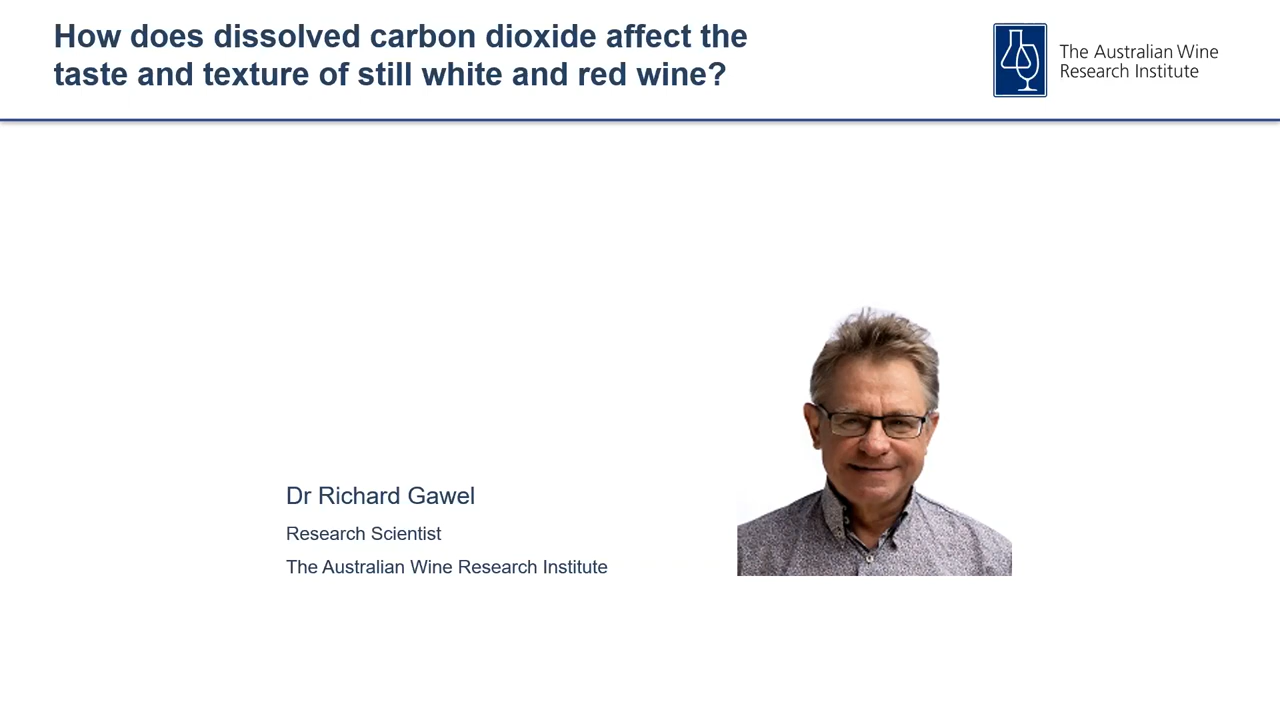 How does dissolved carbon dioxide affect the
taste and texture of still white and red wine?
The Australian Wine
Research Institute
Dr Richard Gawel
Research Scientist
The Australian Wine Research Institute